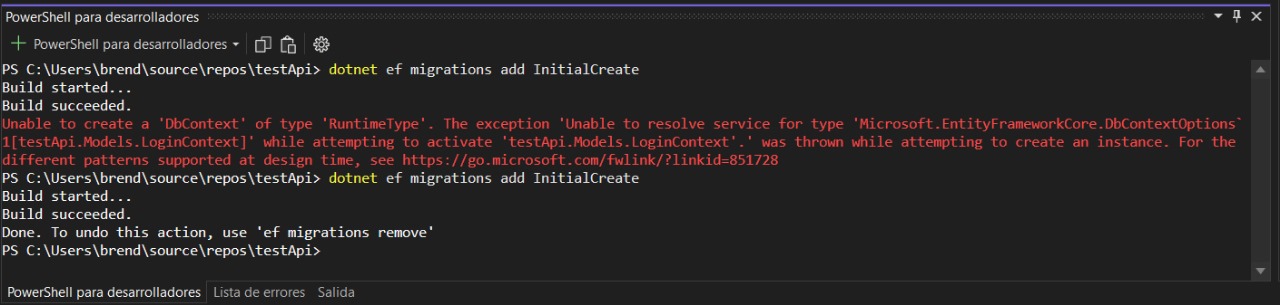 PowerShell para desarrolladores
PowerShell para desarrolladores
PS C:\Users\brend\source\repos\testApi> dotnet ef migrations add InitialCreate
Build started...
Build succeeded.
Unable to create a 'DbContext' of type 'RuntimeType'. The exception 'Unable to resolve service for type 'Microsoft.EntityFrameworkCore.DbContextOptions`
1[testApi.Models.LoginContext]' while attempting to activate 'testApi.Models.LoginContext'.' was thrown while attempting to create an instance. For the
different patterns supported at design time, see https://go.microsoft.com/fwlink/?linkid=851728
PS C:\Users\brend\source\repos\testApi> dotnet ef migrations add InitialCreate
Build started...
Build succeeded.
Done. To undo this action, use 'ef migrations remove'
PS C:\Users\brend\source\repos\testApi>
PowerShell para desarrolladores Lista de errores Salida